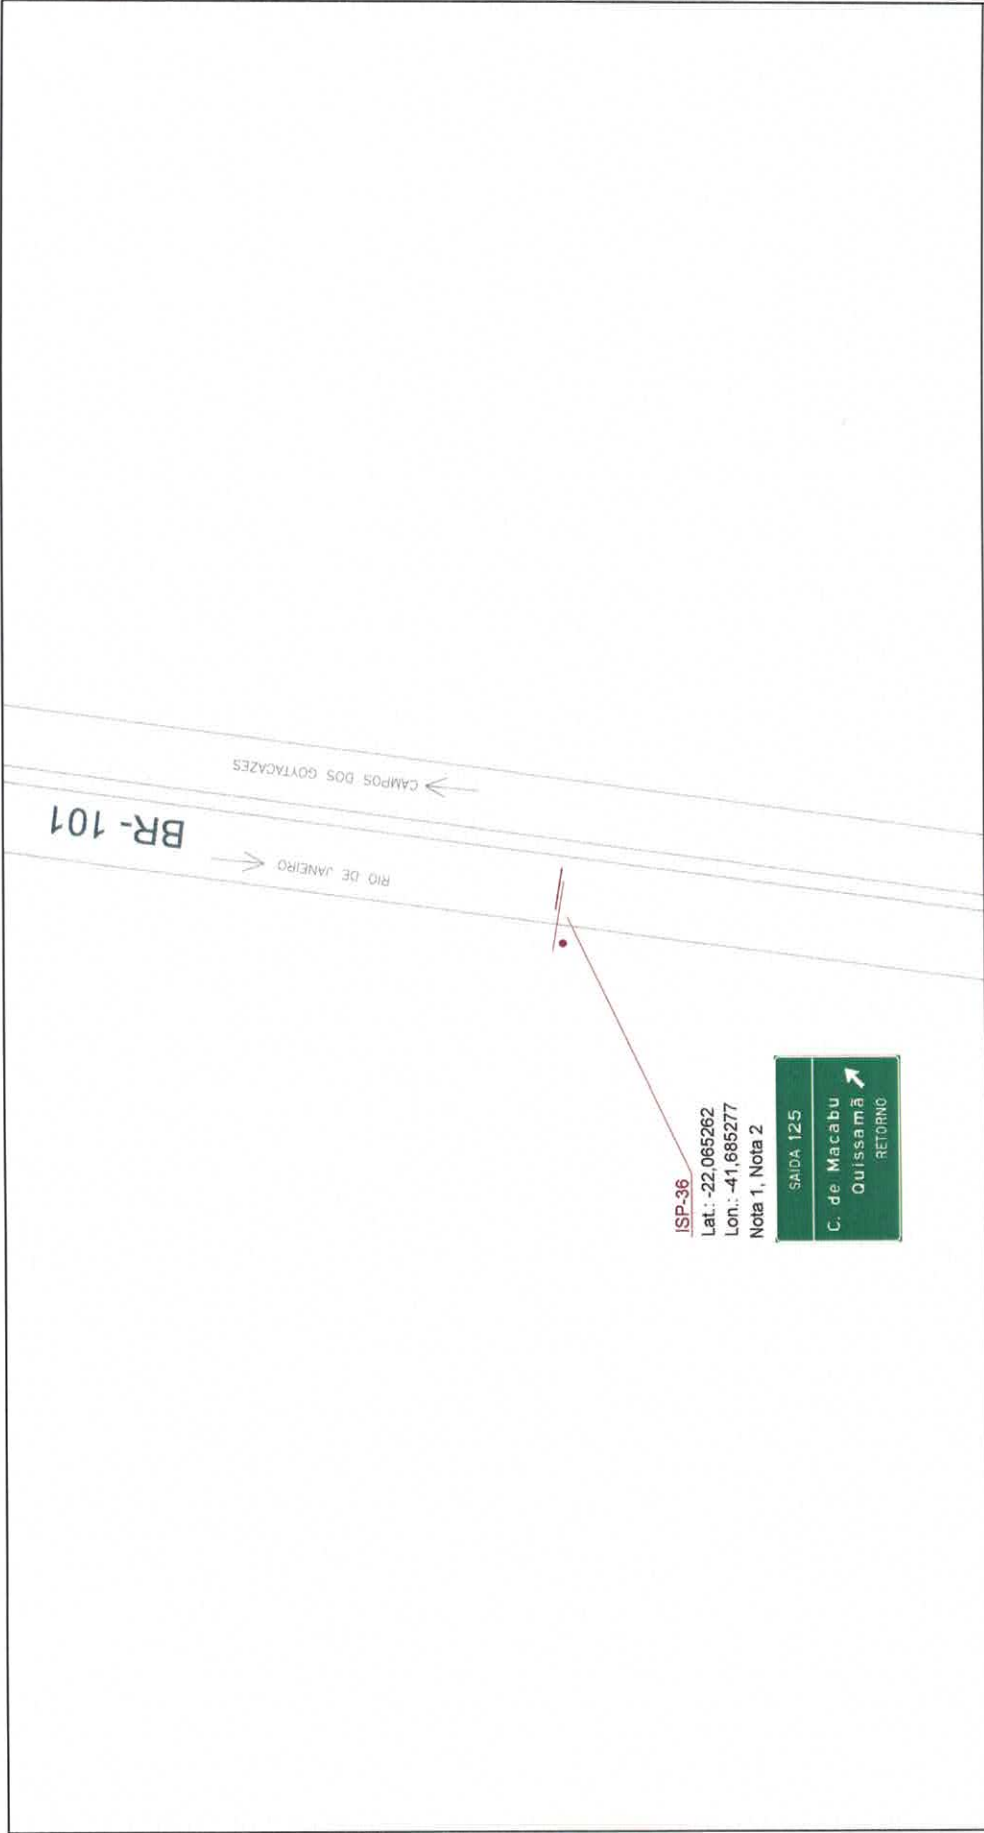 BR- 101
CAMPOS DOS GOYTACAZES
RIO DE JANEIRO
ISP-36
Lat.: -22,065262
Lon.: -41,685277
Nota 1, Nota 2
SAIDA 125
C. de Macabu
Quissamã
RETORNO